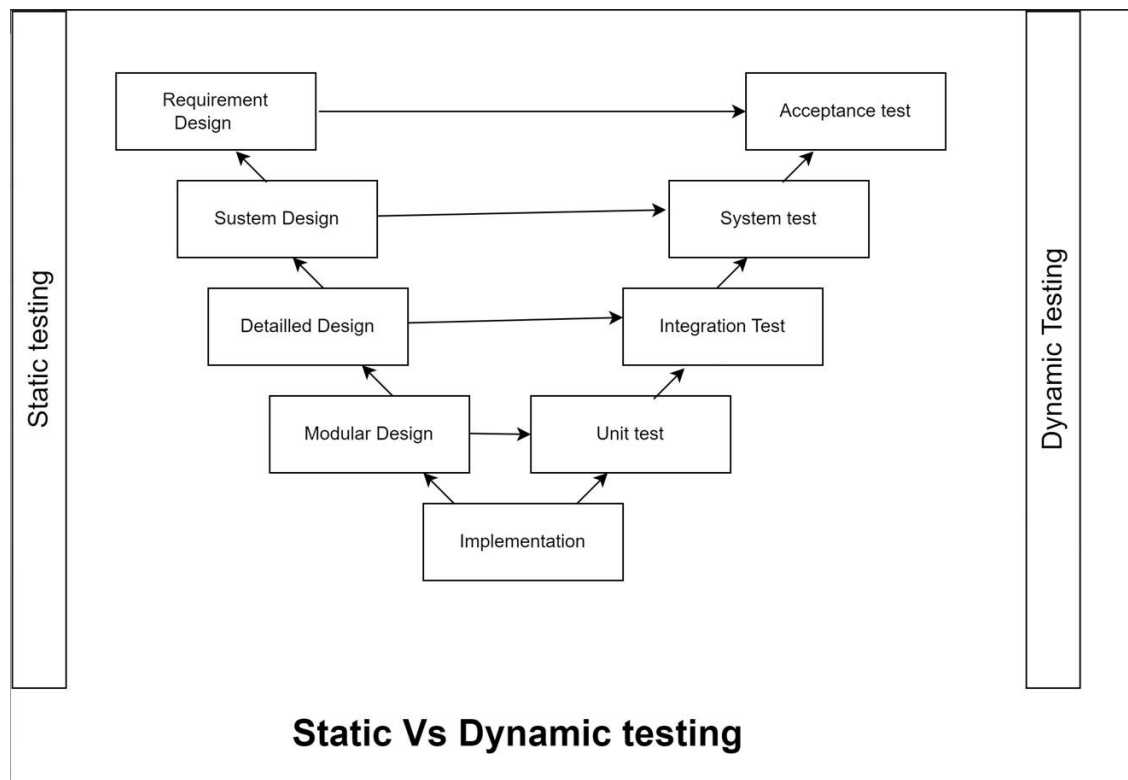 Static testing
Requirement
Design
Acceptance test
Sustem Design
System test
Detailled Design
Integration Test
Modular Design
Unit test
Implementation
Dynamic Testing
Static Vs Dynamic testing